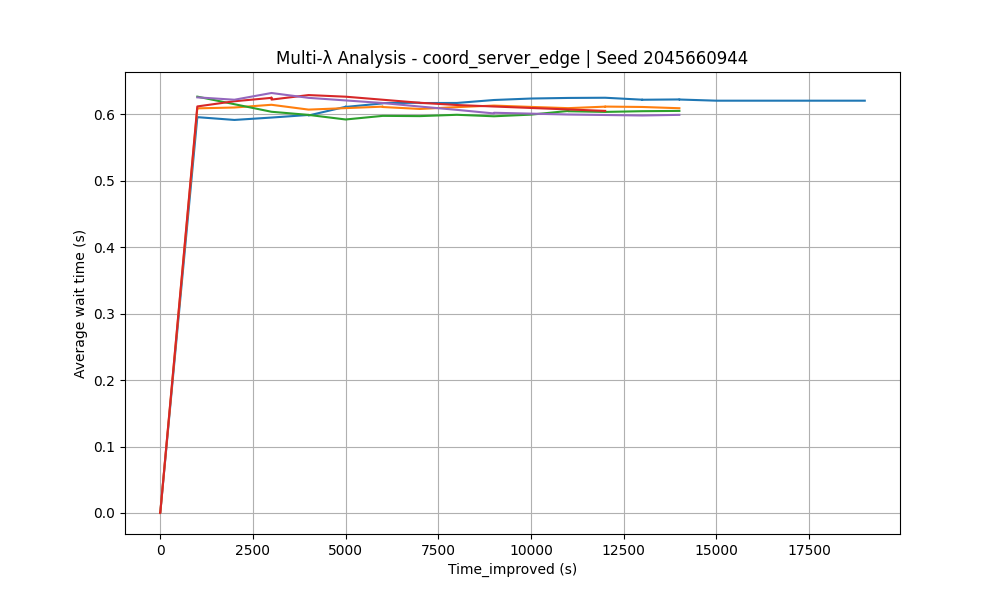 Multi-λ Analysis - coord_server_edge | Seed 2045660944
Average wait time (s)
0.6
0.5
0.4
0.3
0.2
0.1
0.0
0 2500 5000 7500 10000 12500 15000 17500
Time_improved (s)